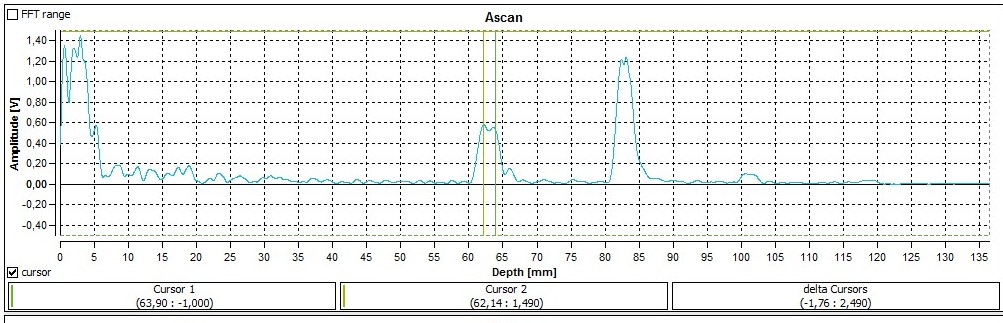 FFT range
Ascan
1,40
1,20
1,00
0,80
0,60
0,40
0,20
0,00
-0,20
-0,40
Amplitude [V]
0 5 10 15 20 25 30 35 40 45 50 55 60 65 70 75 80 85 90 95 100 105 110 115 120 125 130 135
Depth [mm]
cursor
Cursor 1
(63,90 : -1,000)
Cursor 2
(62,14 : 1,490)
delta Cursors
(-1,76 : 2,490)